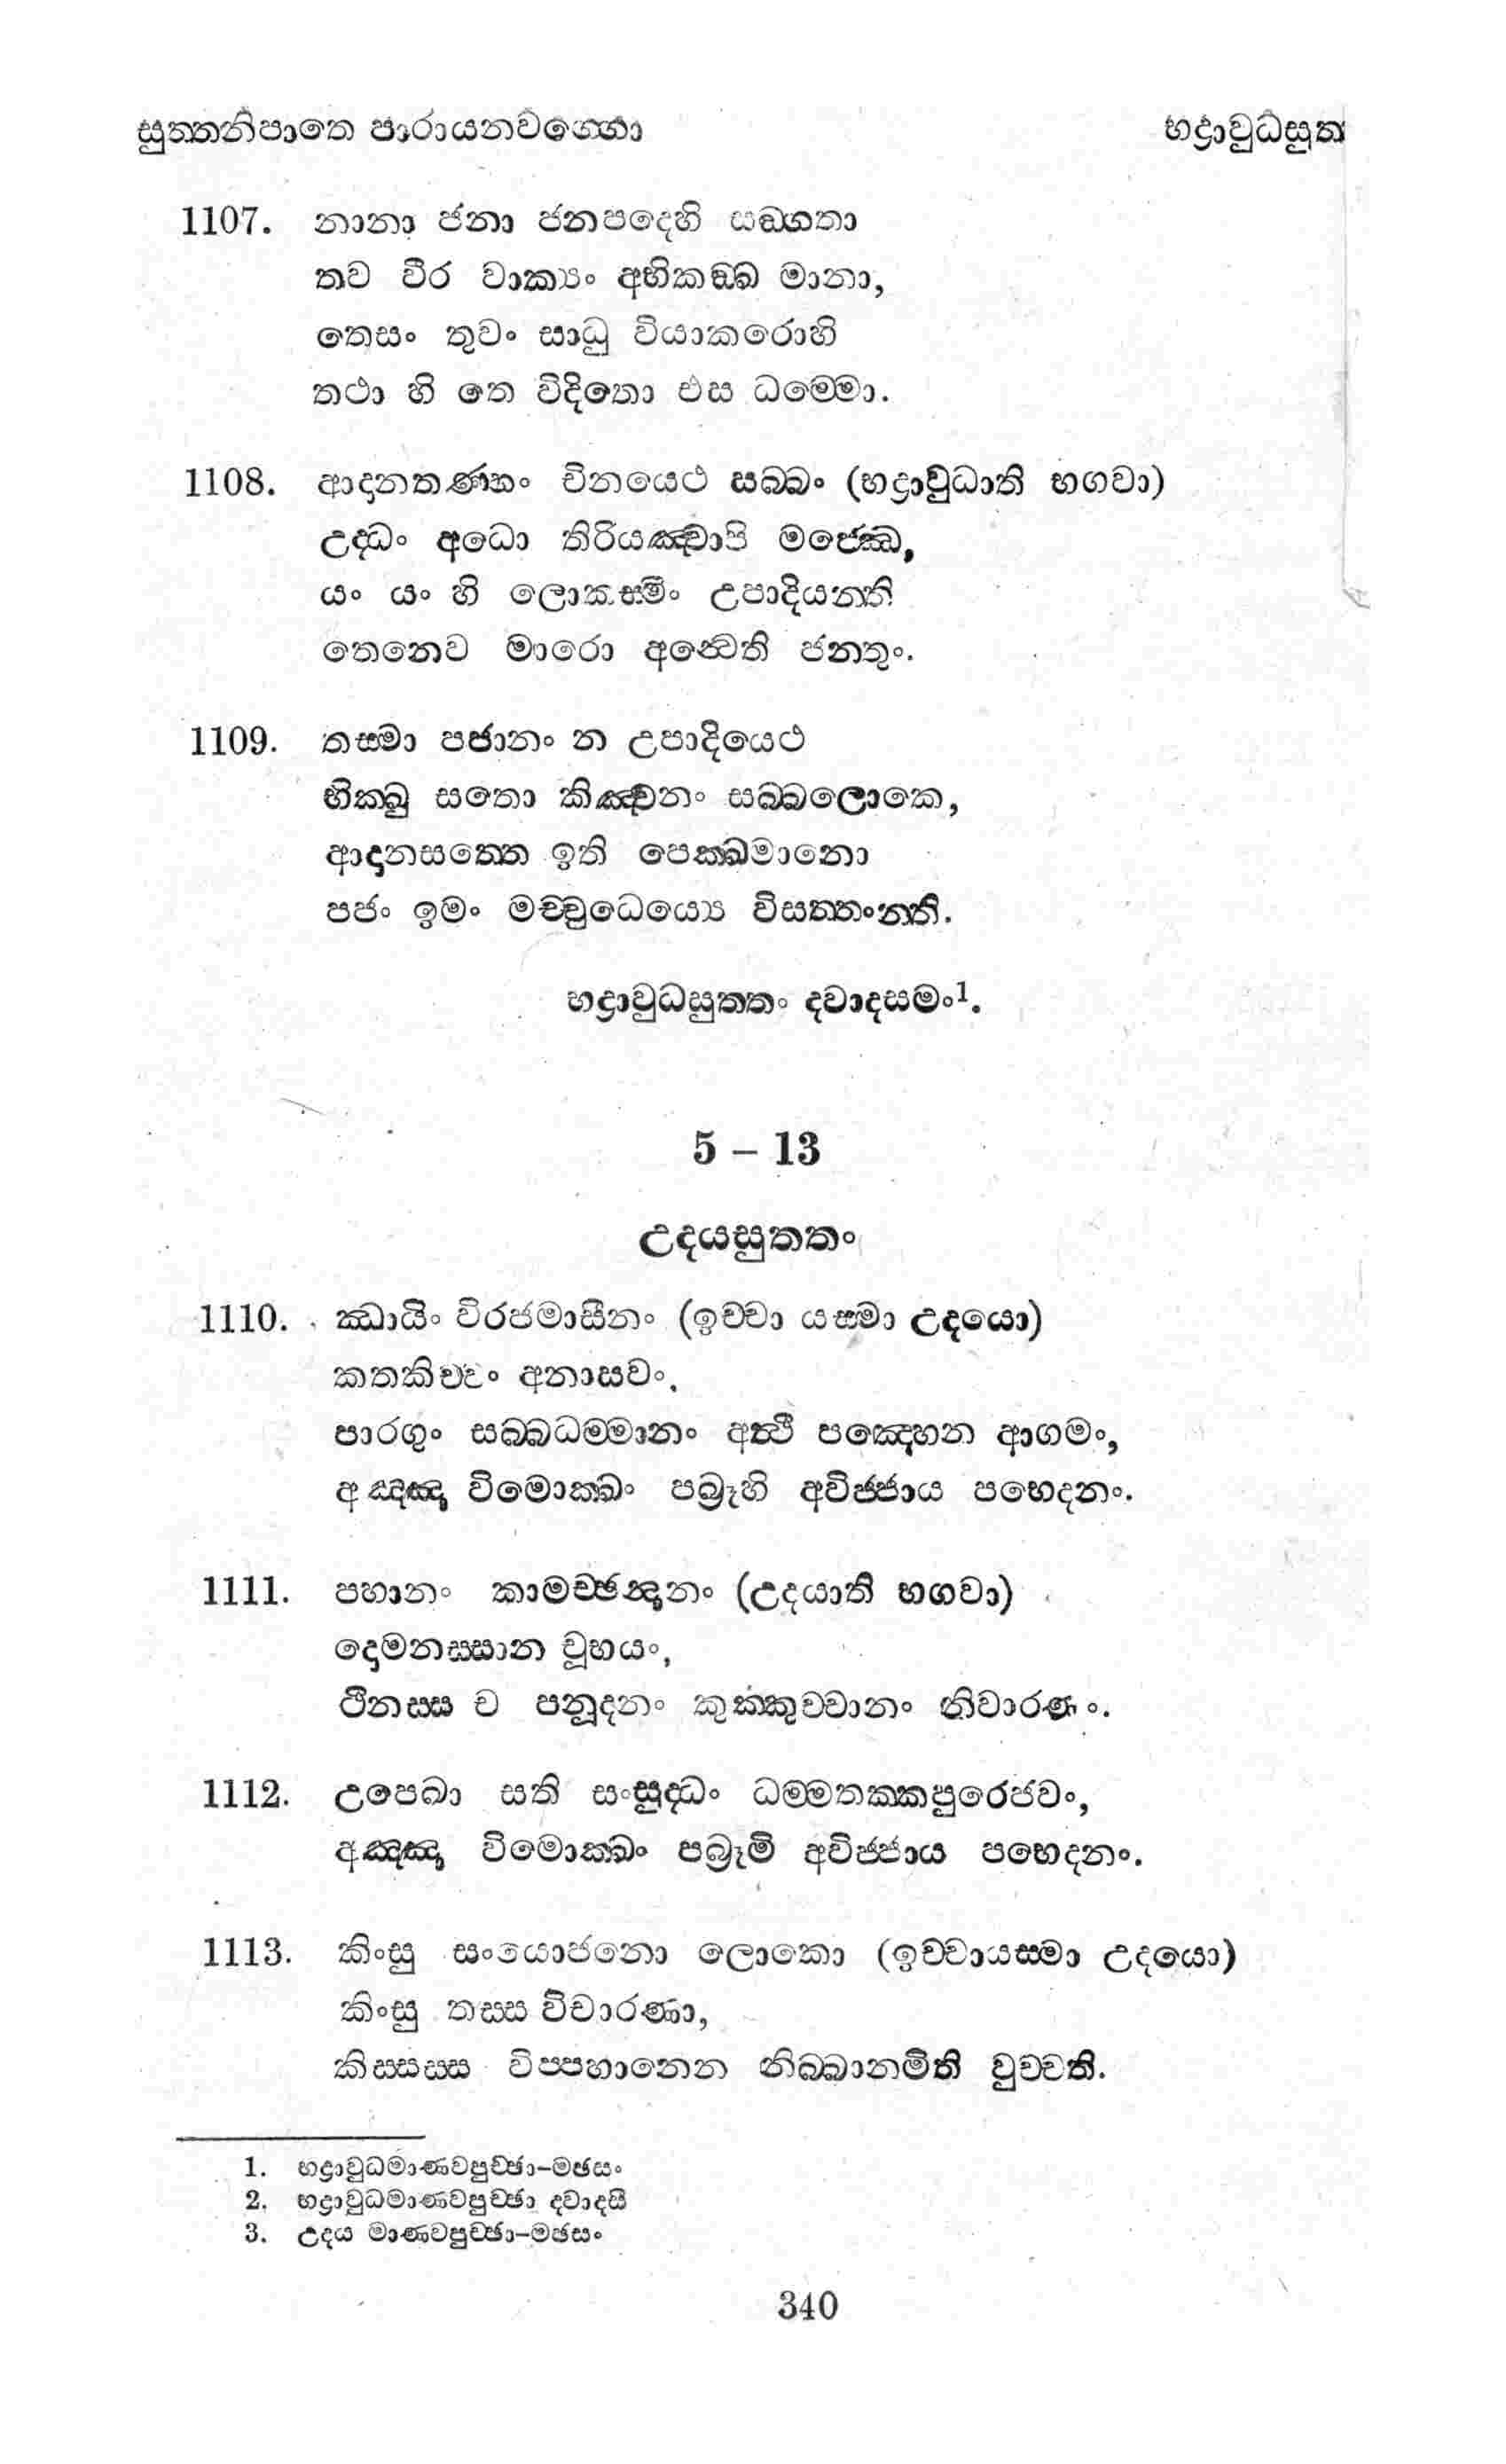 සුත්තනිපාතෙ පාරායනවග්ගො භද්‍රාවුධසුත
1107. නානා ජනා ජනපදෙහි සඞ්ගතා
තව වීර වාක්‍යං අභිකඞ්ඛ මානා,
තෙසං තුවං සාධු වියාකරොහි
තථා හි තෙ විදිතො එස ධම්මො.
1108. ආදානතණ්හං විනයෙථ සබ්බං (භද්‍රාවුධාති භගවා)
උද්ධං අධො තිරියඤ්චාපි මජ්ඣෙ,
යං යං හි ලොකස්මිං උපාදියන්ති
තෙනෙව මාරො අන්වෙති ජන්තුං.
1109. තස්මා පජානං න උපාදියෙථ
භික්ඛු සතො කිඤ්චනං සබ්බලොකෙ,
ආදානසත්තෙ ඉති පෙක්ඛමානො
පජං ඉමං මච්චුධෙය්‍යෙ විසත්තංන්ති.
භද්‍රාවුධසුත්තං ද්වාදසමං1.
5 – 13
උදයසුත්තං
1110. ඣායිං විරජමාසීනං (ඉච්චා යස්මා උදයො)
කතකිච්චං අනාසවං,
පාරගුං සබ්බධම්මානං අත්ථී පඤ්හෙන ආගමං,
අඤ්ඤා විමොක්ඛං පබ්‍රූහි අවිජ්ජාය පභෙදනං.
1111. පහානං කාමච්ඡන්දානං (උදයාති භගවා)
දොමනස්සාන චූභයං,
ථීනස්ස ච පනූදනං කුක්කුච්චානං නිවාරණං.
1112. උපෙඛා සති සංසුද්ධං ධම්මතක්කපුරෙජවං,
අඤ්ඤා විමොක්ඛං පබ්‍රූමි අවිජ්ජාය පභෙදනං.
1113. කිංසු සංයොජනො ලොකො (ඉච්චායස්මා උදයො)
කිංසු තස්ස විචාරණා,
කිස්සස්ස විප්පහානෙන නිබ්බානමිති වුච්චති.
1. භද්‍රාවුධමාණවපුච්ඡා–මඡසං
2. භද්‍රාවුධමාණවපුච්ඡා ද්වාදසී
3. උදය මාණවපුච්ඡා–මඡසං
340